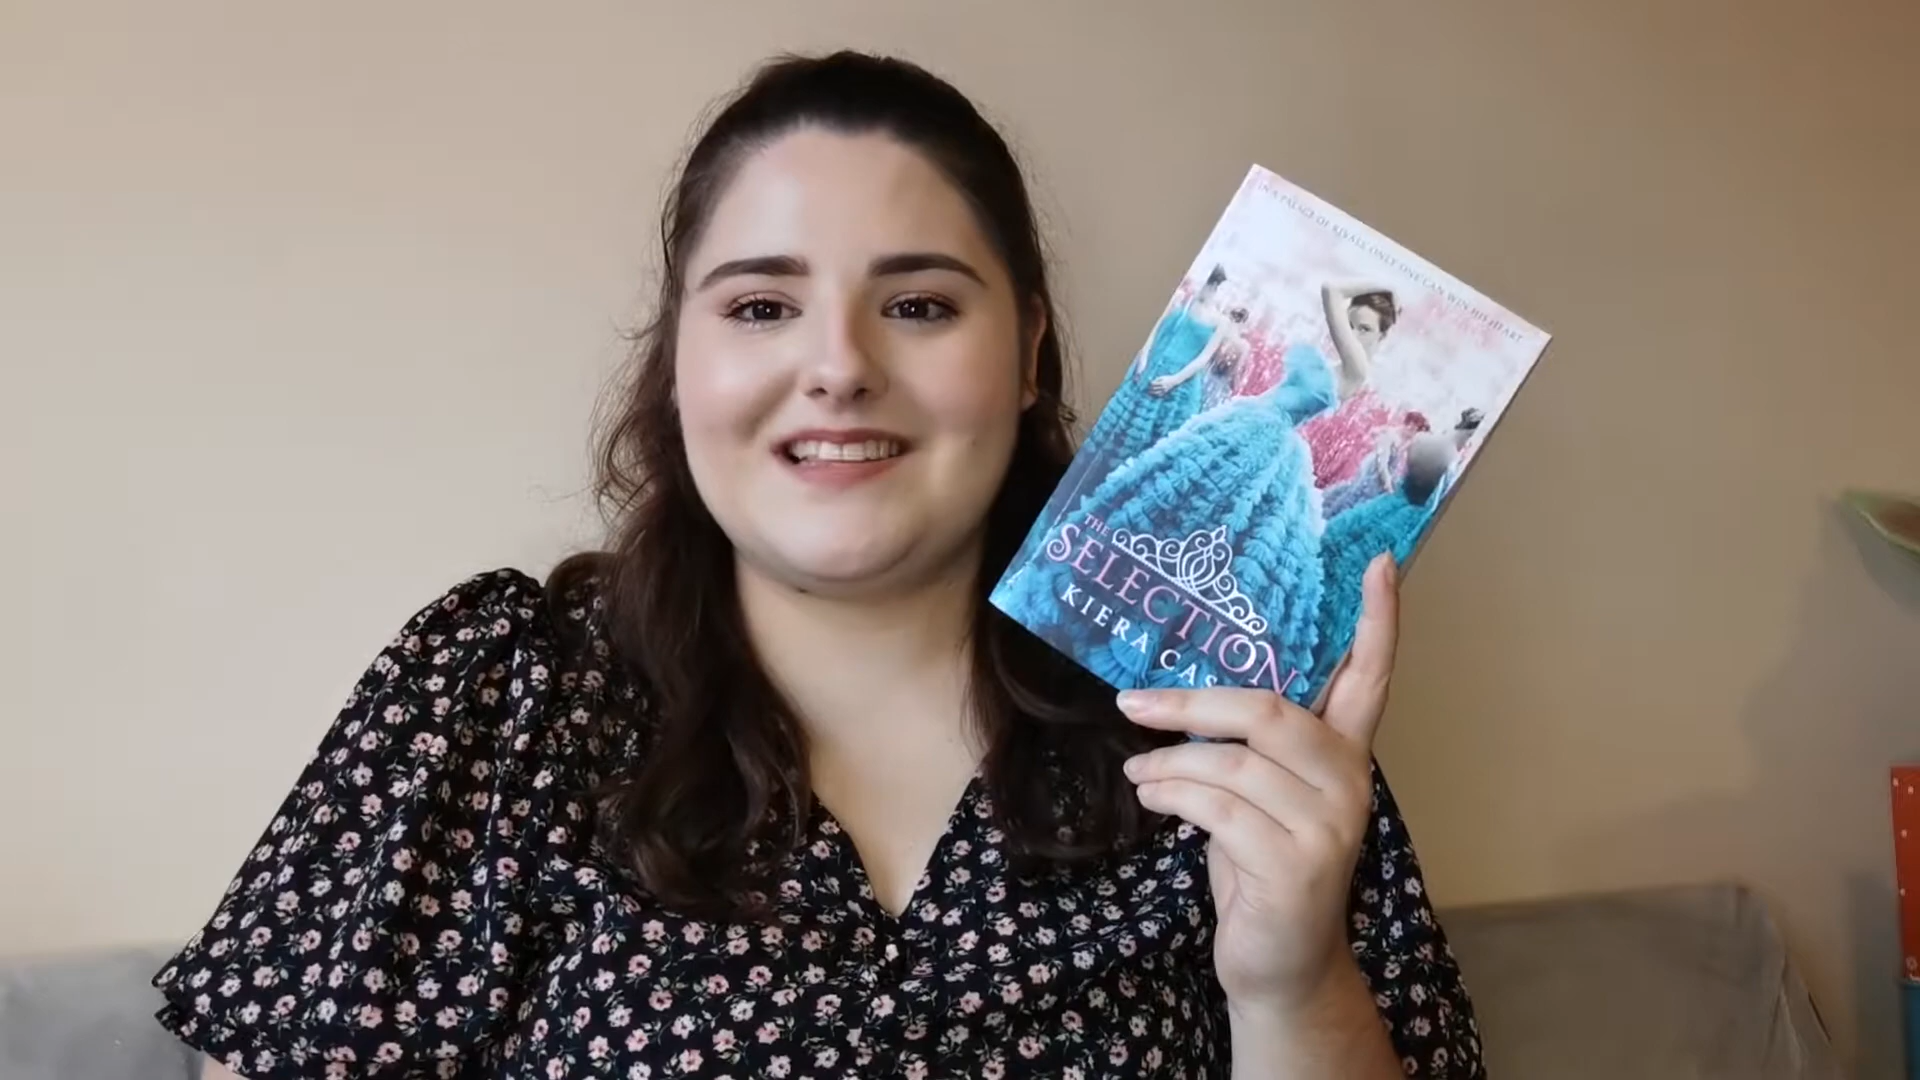 IN A PALACE OF RIVALS, ONLY ONE CAN WIN HIS HEART
THE
SELECTION
KIERA CAS